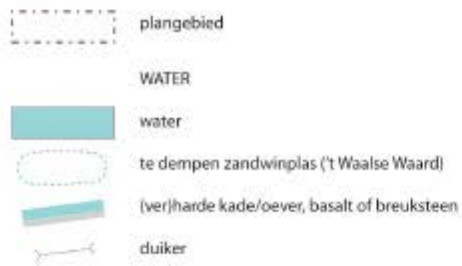 plangebied
WATER
water
te dempen zandwinplas ('t Waalse Waard)
(ver)harde kade/oever, basalt of breuksteen
duiker